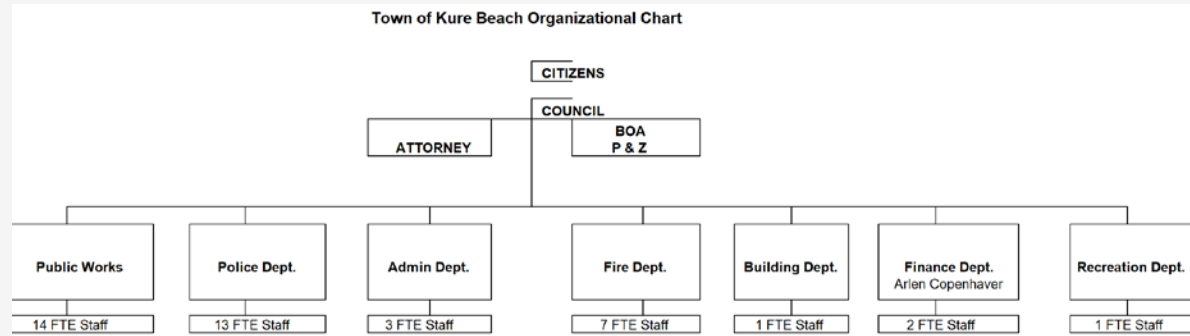 Town of Kure Beach Organizational Chart
CITIZENS
COUNCIL
ATTORNEY
BOA
P & Z
Public Works
Police Dept.
Admin Dept.
Fire Dept.
Building Dept.
Finance Dept.
Arlen Copenhaver
Recreation Dept.
14 FTE Staff
13 FTE Staff
3 FTE Staff
7 FTE Staff
1 FTE Staff
2 FTE Staff
1 FTE Staff